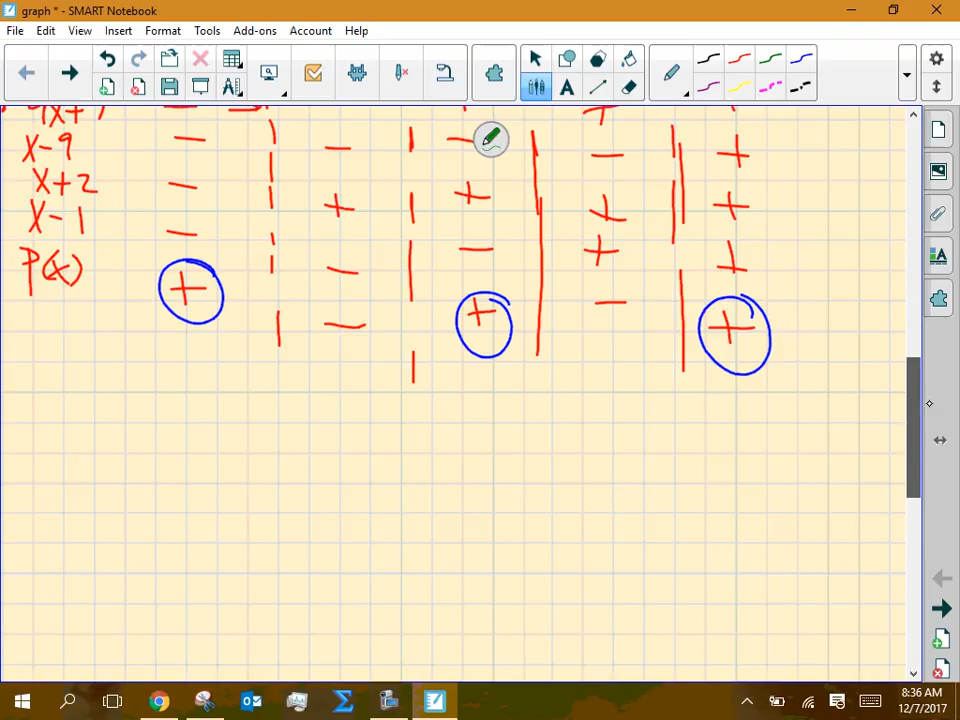 graph * - SMART Notebook
File Edit View Insert Format Tools Add-ons Account Help
x-9 - | - | - | - | +
x+2 - | + | + | + | +
x-1 - | - | - | + | +
P(x) + | - | + | - | +
8:36 AM
12/7/2017